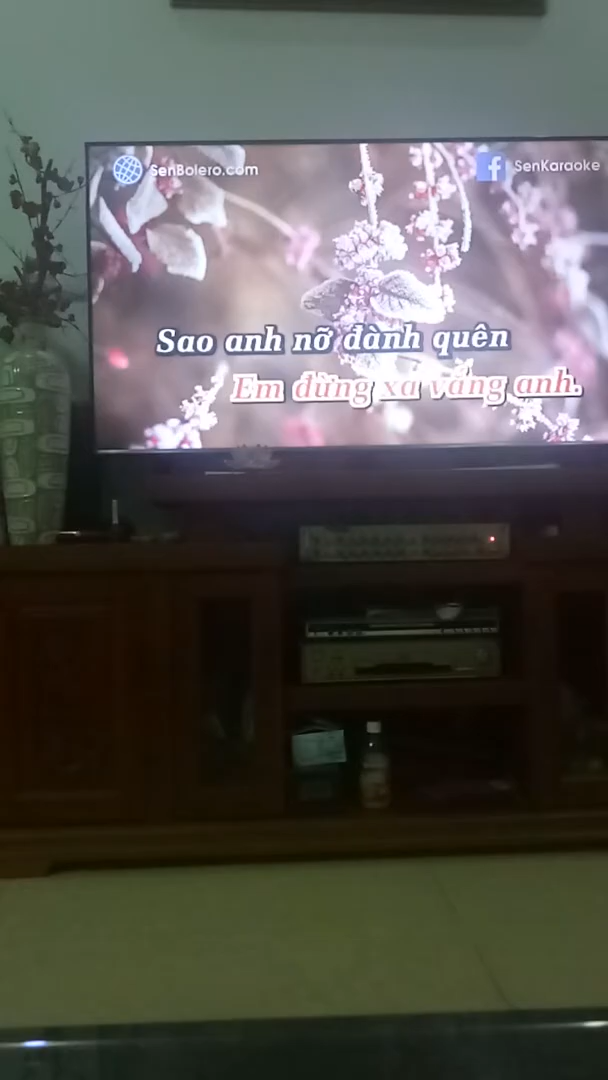 SenBolero.com
SenKaraoke
Sao anh nỡ đành quên
Em đừng xa vắng anh.